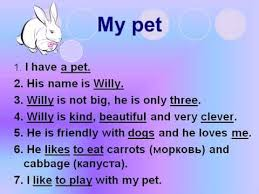 My pet
1. I have a pet.
2. His name is Willy.
3. Willy is not big, he is only three.
4. Willy is kind, beautiful and very clever.
5. He is friendly with dogs and he loves me.
6. He likes to eat carrots (морковь) and
cabbage (капуста).
7. I like to play with my pet.